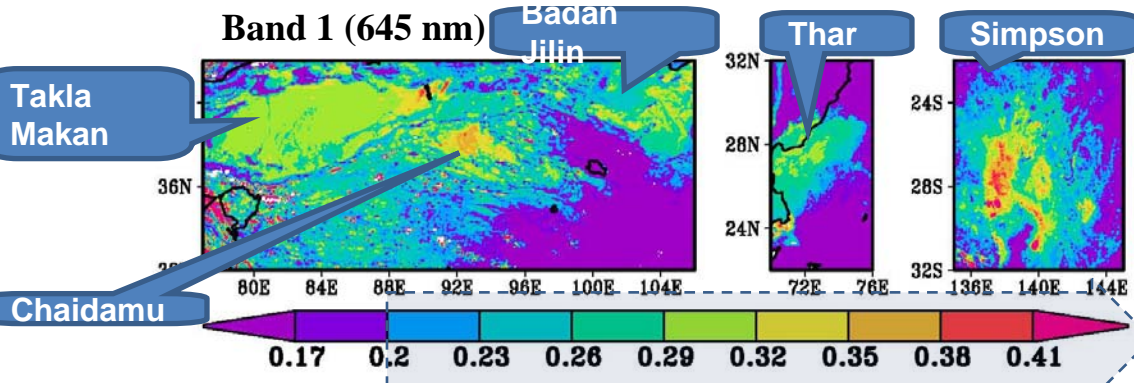 Band 1 (645 nm)
Badan
Jilin
Thar
Simpson
Takla
Makan
Chaidamu
36N
80E 84E 88E 92E 96E 100E 104E
32N
28N
24N
72E 76E
24S
28S
32S
136E 140E 144E
0.17 0.2 0.23 0.26 0.29 0.32 0.35 0.38 0.41